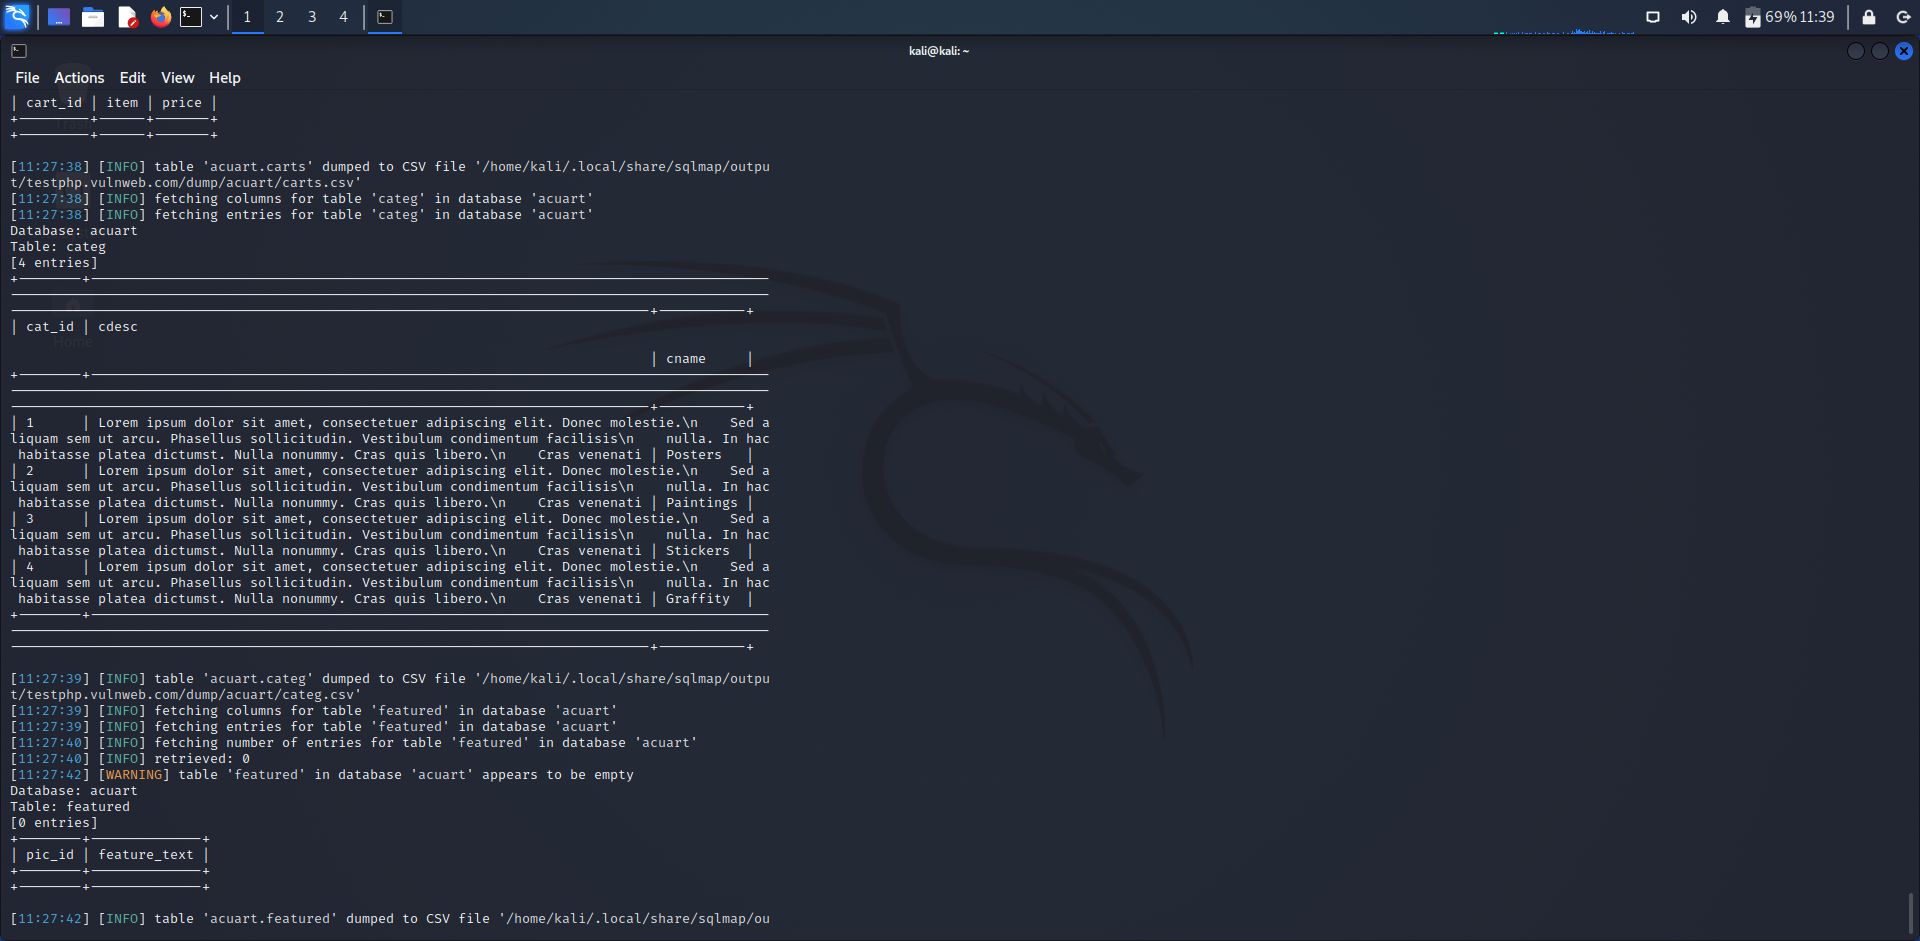 1 2 3 4
69% 11:39
kali@kali: ~
File Actions Edit View Help
| cart_id | item | price |
+---------+------+-------+
+---------+------+-------+
[11:27:38] [INFO] table 'acuart.carts' dumped to CSV file '/home/kali/.local/share/sqlmap/outpu
t/testphp.vulnweb.com/dump/acuart/carts.csv'
[11:27:38] [INFO] fetching columns for table 'categ' in database 'acuart'
[11:27:38] [INFO] fetching entries for table 'categ' in database 'acuart'
Database: acuart
Table: categ
[4 entries]
| cat_id | cdesc
| cname |
| 1 | Lorem ipsum dolor sit amet, consectetuer adipiscing elit. Donec molestie.\n Sed a
liquam sem ut arcu. Phasellus sollicitudin. Vestibulum condimentum facilisis\n nulla. In hac
habitasse platea dictumst. Nulla nonummy. Cras quis libero.\n Cras venenati | Posters |
| 2 | Lorem ipsum dolor sit amet, consectetuer adipiscing elit. Donec molestie.\n Sed a
liquam sem ut arcu. Phasellus sollicitudin. Vestibulum condimentum facilisis\n nulla. In hac
habitasse platea dictumst. Nulla nonummy. Cras quis libero.\n Cras venenati | Paintings |
| 3 | Lorem ipsum dolor sit amet, consectetuer adipiscing elit. Donec molestie.\n Sed a
liquam sem ut arcu. Phasellus sollicitudin. Vestibulum condimentum facilisis\n nulla. In hac
habitasse platea dictumst. Nulla nonummy. Cras quis libero.\n Cras venenati | Stickers |
| 4 | Lorem ipsum dolor sit amet, consectetuer adipiscing elit. Donec molestie.\n Sed a
liquam sem ut arcu. Phasellus sollicitudin. Vestibulum condimentum facilisis\n nulla. In hac
habitasse platea dictumst. Nulla nonummy. Cras quis libero.\n Cras venenati | Graffity |
[11:27:39] [INFO] table 'acuart.categ' dumped to CSV file '/home/kali/.local/share/sqlmap/outpu
t/testphp.vulnweb.com/dump/acuart/categ.csv'
[11:27:39] [INFO] fetching columns for table 'featured' in database 'acuart'
[11:27:39] [INFO] fetching entries for table 'featured' in database 'acuart'
[11:27:40] [INFO] fetching number of entries for table 'featured' in database 'acuart'
[11:27:40] [INFO] retrieved: 0
[11:27:42] [WARNING] table 'featured' in database 'acuart' appears to be empty
Database: acuart
Table: featured
[0 entries]
+--------+--------------+
| pic_id | feature_text |
+--------+--------------+
+--------+--------------+
[11:27:42] [INFO] table 'acuart.featured' dumped to CSV file '/home/kali/.local/share/sqlmap/ou
Home